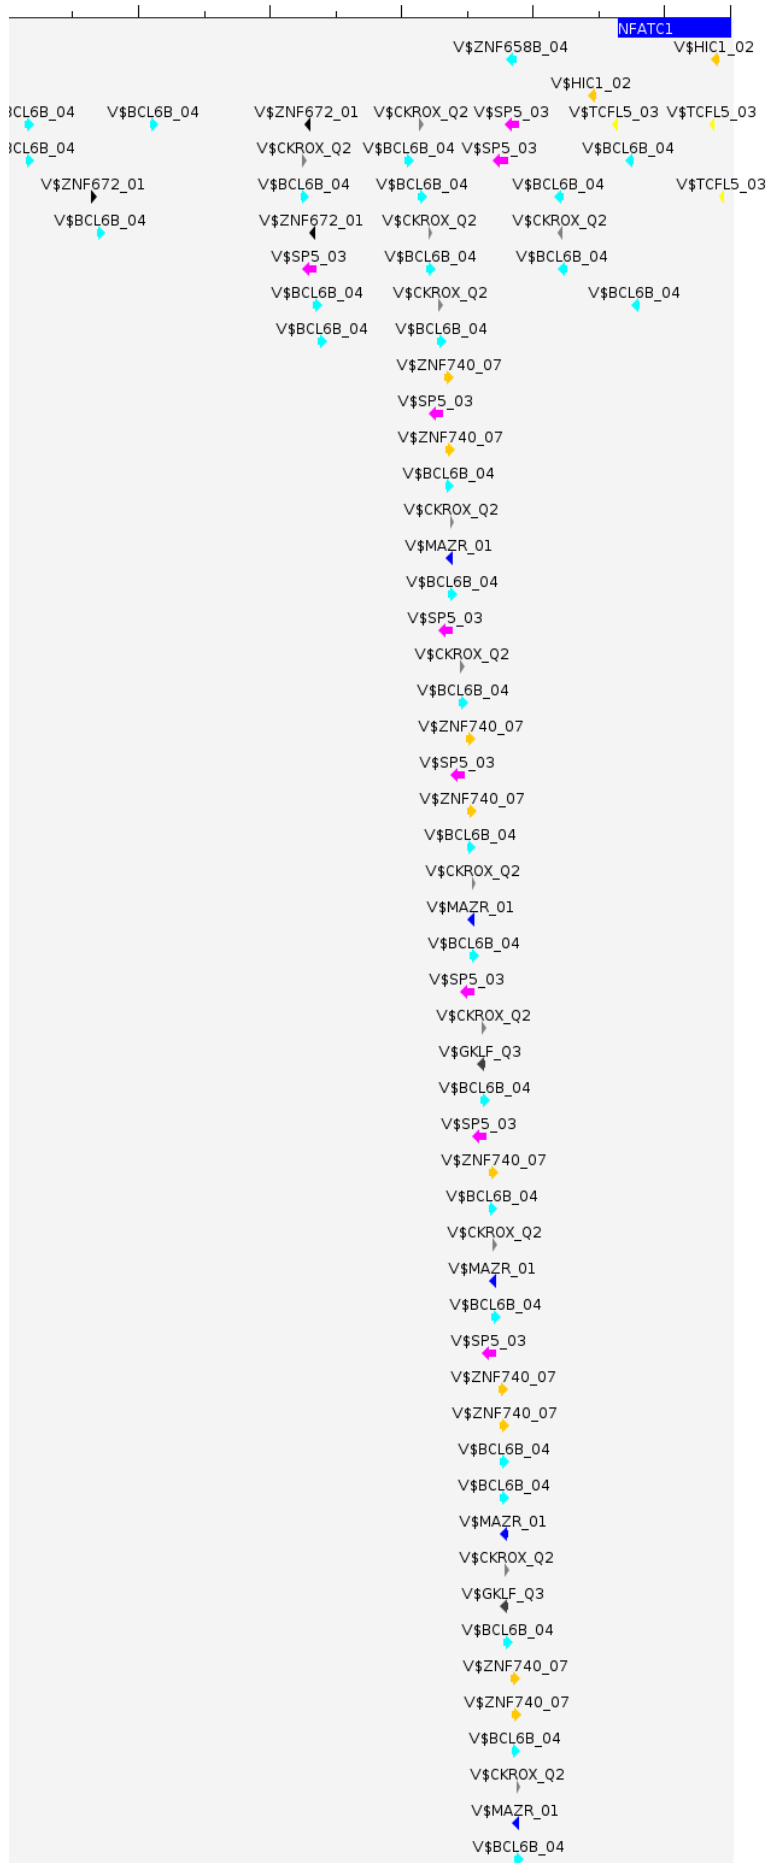 NFATC1
V$ZNF658B_04 V$HIC1_02
V$HIC1_02
BCL6B_04 V$BCL6B_04 V$ZNF672_01 V$CKROX_Q2 V$SP5_03 V$TCFL5_03 V$TCFL5_03
BCL6B_04 V$CKROX_Q2 V$BCL6B_04 V$SP5_03 V$BCL6B_04
V$ZNF672_01 V$BCL6B_04 V$BCL6B_04 V$BCL6B_04 V$TCFL5_03
V$BCL6B_04 V$ZNF672_01 V$CKROX_Q2 V$CKROX_Q2
V$SP5_03 V$BCL6B_04 V$BCL6B_04
V$BCL6B_04 V$CKROX_Q2 V$BCL6B_04
V$BCL6B_04 V$BCL6B_04
V$ZNF740_07
V$SP5_03
V$ZNF740_07
V$BCL6B_04
V$CKROX_Q2
V$MAZR_01
V$BCL6B_04
V$SP5_03
V$CKROX_Q2
V$BCL6B_04
V$ZNF740_07
V$SP5_03
V$ZNF740_07
V$BCL6B_04
V$CKROX_Q2
V$MAZR_01
V$BCL6B_04
V$SP5_03
V$CKROX_Q2
V$GKLF_Q3
V$BCL6B_04
V$SP5_03
V$ZNF740_07
V$BCL6B_04
V$CKROX_Q2
V$MAZR_01
V$BCL6B_04
V$SP5_03
V$ZNF740_07
V$ZNF740_07
V$BCL6B_04
V$BCL6B_04
V$MAZR_01
V$CKROX_Q2
V$GKLF_Q3
V$BCL6B_04
V$ZNF740_07
V$ZNF740_07
V$BCL6B_04
V$CKROX_Q2
V$MAZR_01
V$BCL6B_04